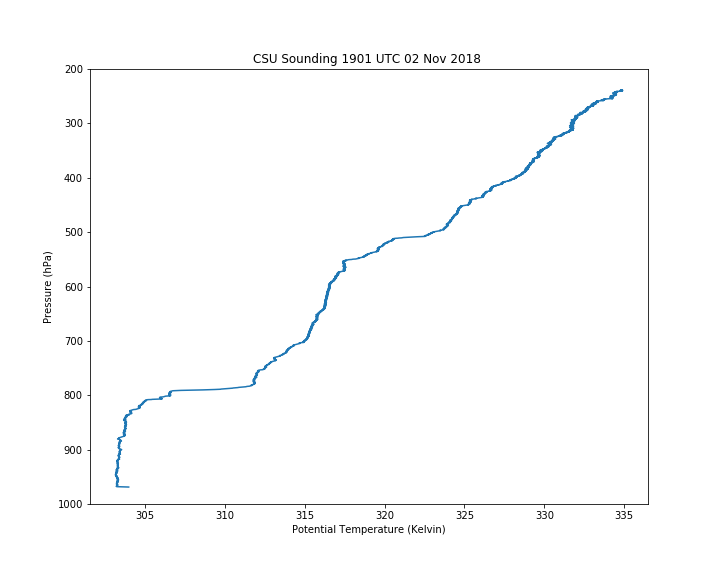 CSU Sounding 1901 UTC 02 Nov 2018
200
300
400
500
600
700
800
900
1000
Pressure (hPa)
305 310 315 320 325 330 335
Potential Temperature (Kelvin)